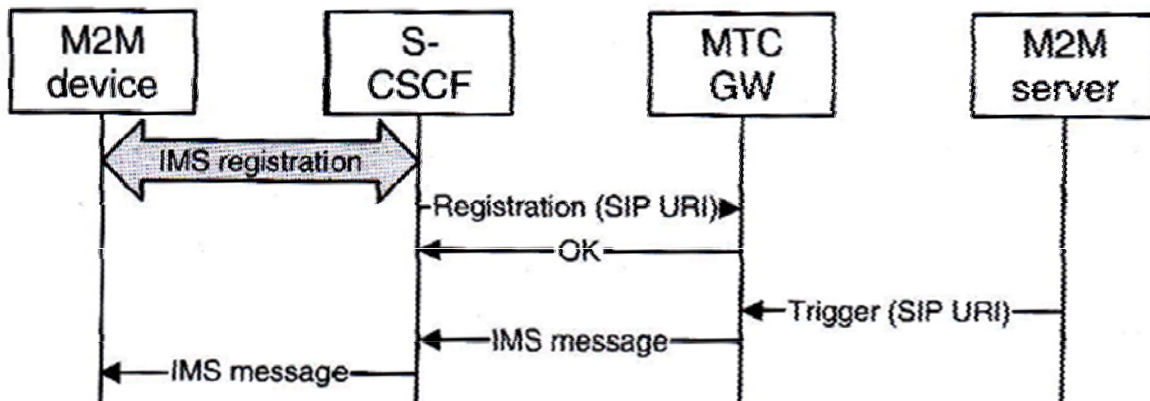 M2M
device
S-
CSCF
MTC
GW
M2M
server
IMS registration
Registration (SIP URI)
OK
Trigger (SIP URI)
IMS message
IMS message